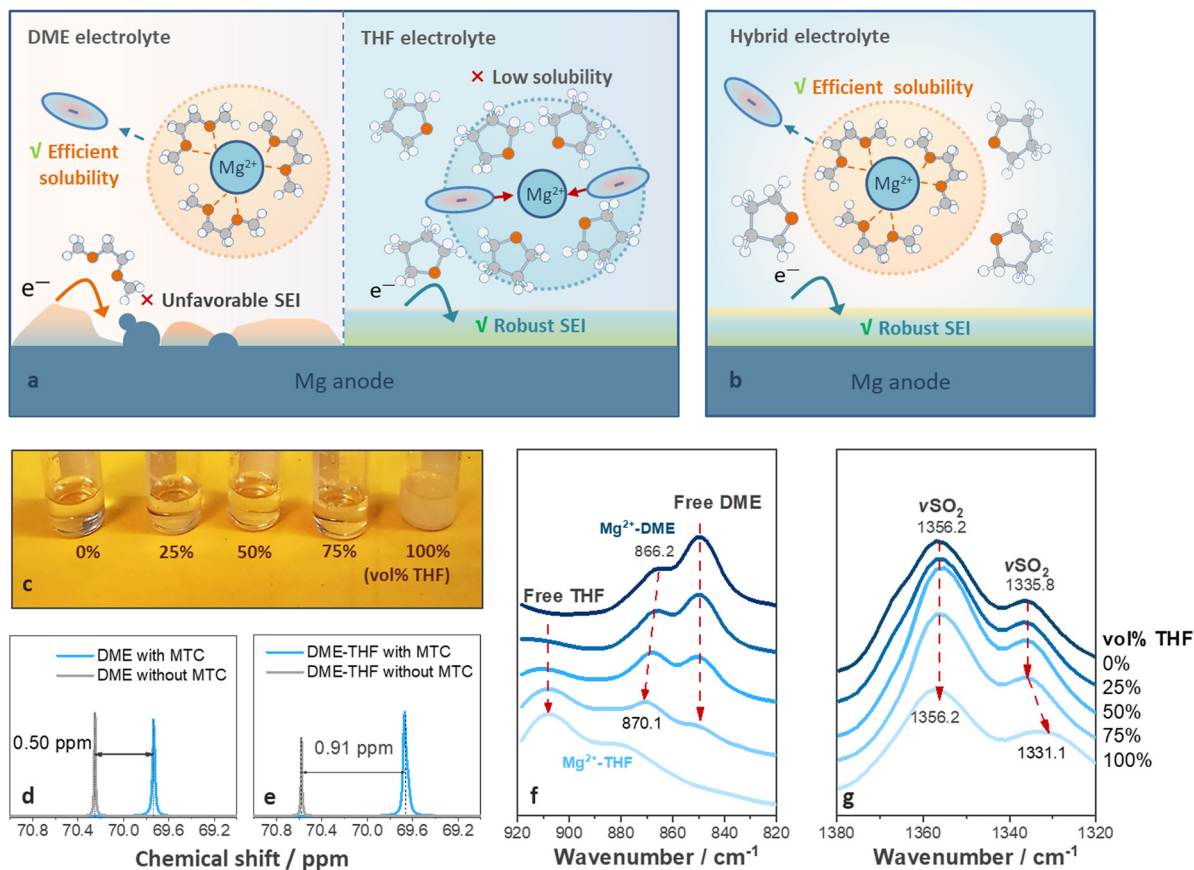 DME electrolyte
√ Efficient
solubility
Mg²⁺
e⁻
× Unfavorable SEI
THF electrolyte
× Low solubility
Mg²⁺
e⁻
√ Robust SEI
a
Mg anode
Hybrid electrolyte
√ Efficient solubility
Mg²⁺
e⁻
√ Robust SEI
b
Mg anode
0% 25% 50% 75% 100%
(vol% THF)
c
DME with MTC
DME without MTC
0.50 ppm
d
70.8 70.4 70.0 69.6 69.2
DME-THF with MTC
DME-THF without MTC
0.91 ppm
e
70.8 70.4 70.0 69.6 69.2
Chemical shift / ppm
Free DME
Mg²⁺-DME
866.2
Free THF
870.1
Mg²⁺-THF
f
920 900 880 860 840 820
Wavenumber / cm⁻¹
vSO₂
1356.2
vSO₂
1335.8
1356.2
1331.1
g
1380 1360 1340 1320
Wavenumber / cm⁻¹
vol% THF
0%
25%
50%
75%
100%